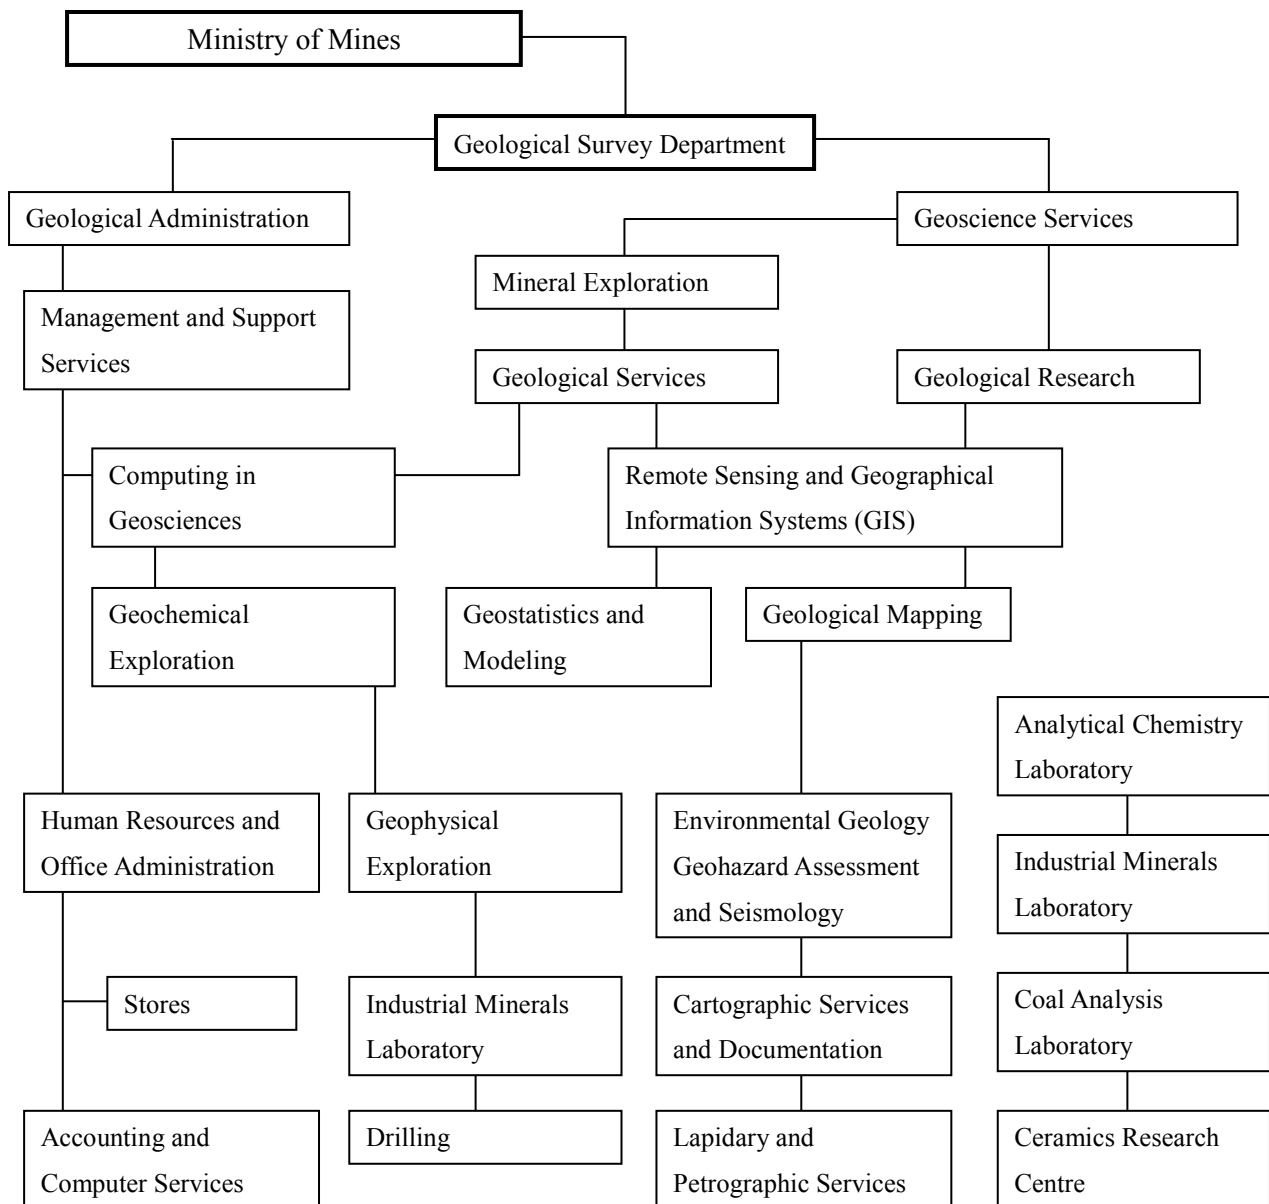 Ministry of Mines
Geological Survey Department
Geological Administration
Geoscience Services
Mineral Exploration
Management and Support
Services
Geological Services
Geological Research
Computing in
Geosciences
Remote Sensing and Geographical
Information Systems (GIS)
Geochemical
Exploration
Geostatistics and
Modeling
Geological Mapping
Analytical Chemistry
Laboratory
Human Resources and
Office Administration
Geophysical
Exploration
Environmental Geology
Geohazard Assessment
and Seismology
Industrial Minerals
Laboratory
Stores
Industrial Minerals
Laboratory
Cartographic Services
and Documentation
Coal Analysis
Laboratory
Accounting and
Computer Services
Drilling
Lapidary and
Petrographic Services
Ceramics Research
Centre